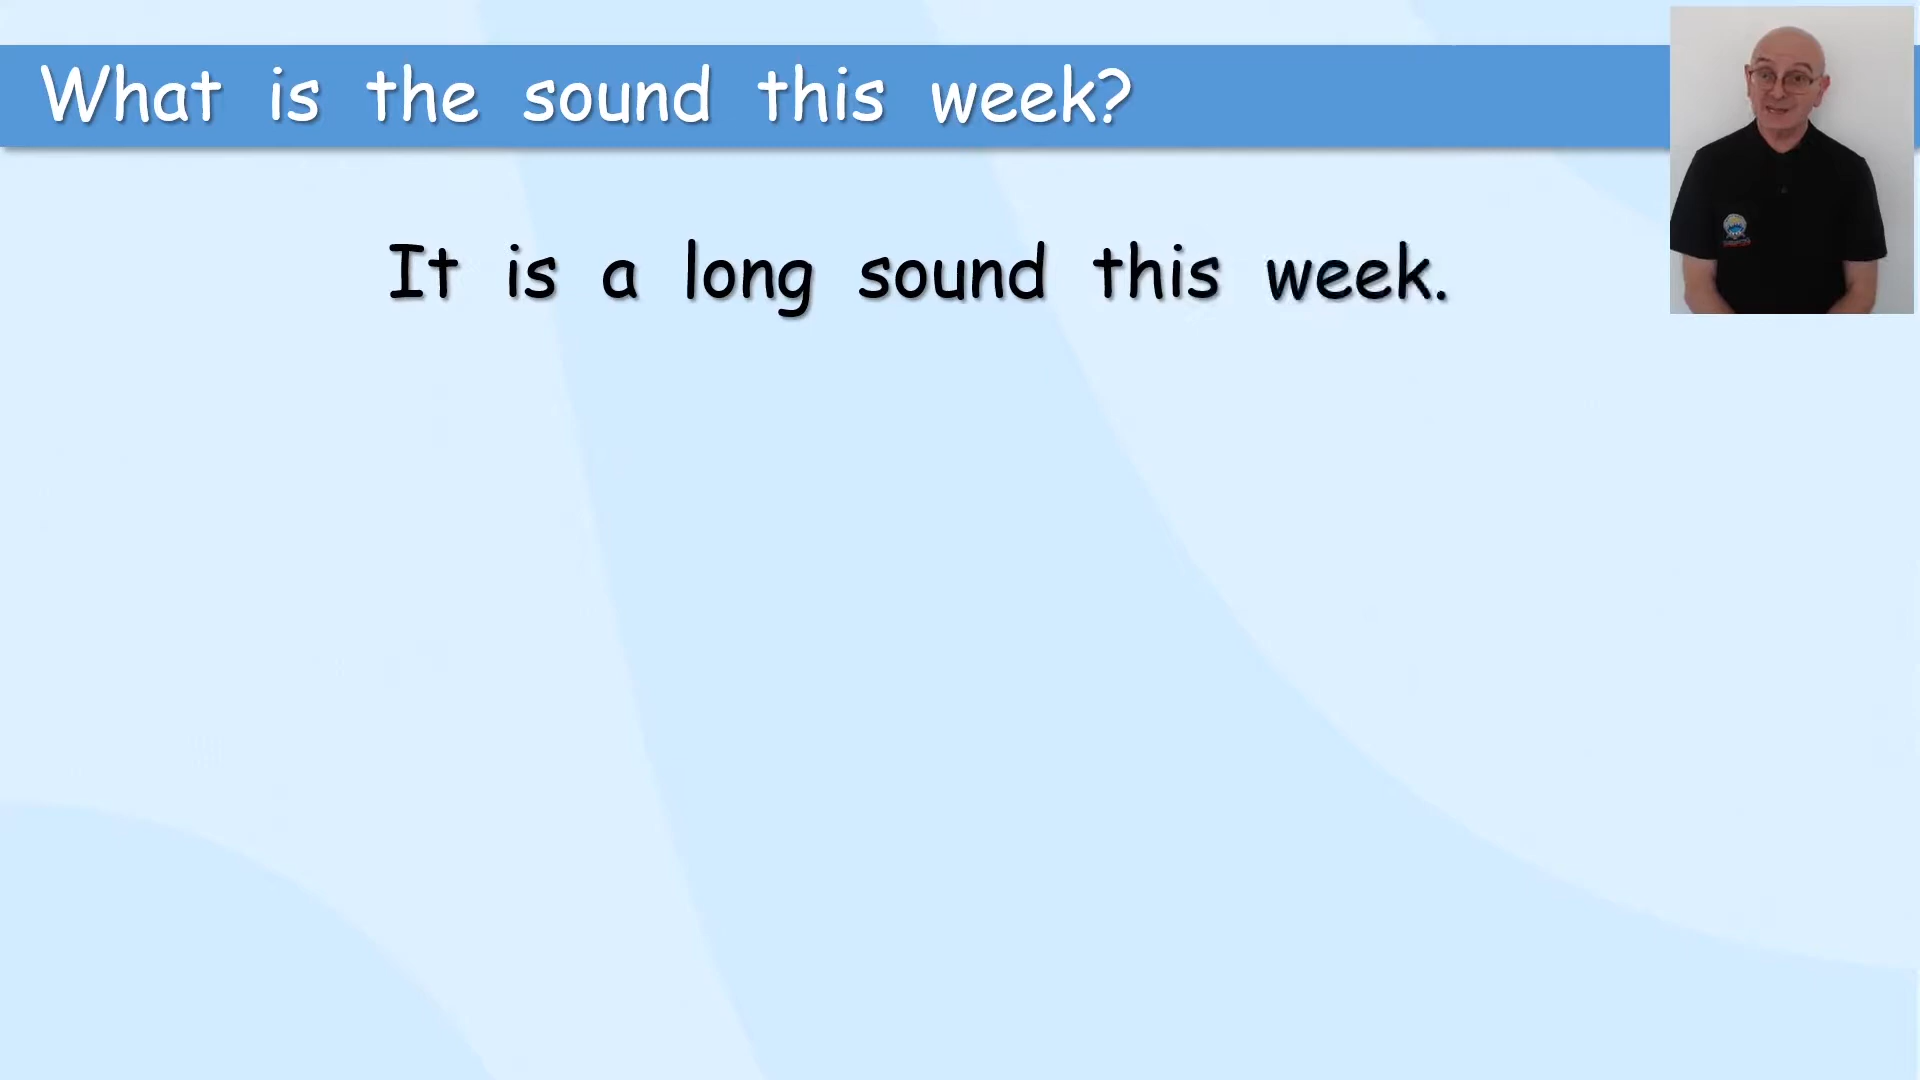 What is the sound this week?
It is a long sound this week.